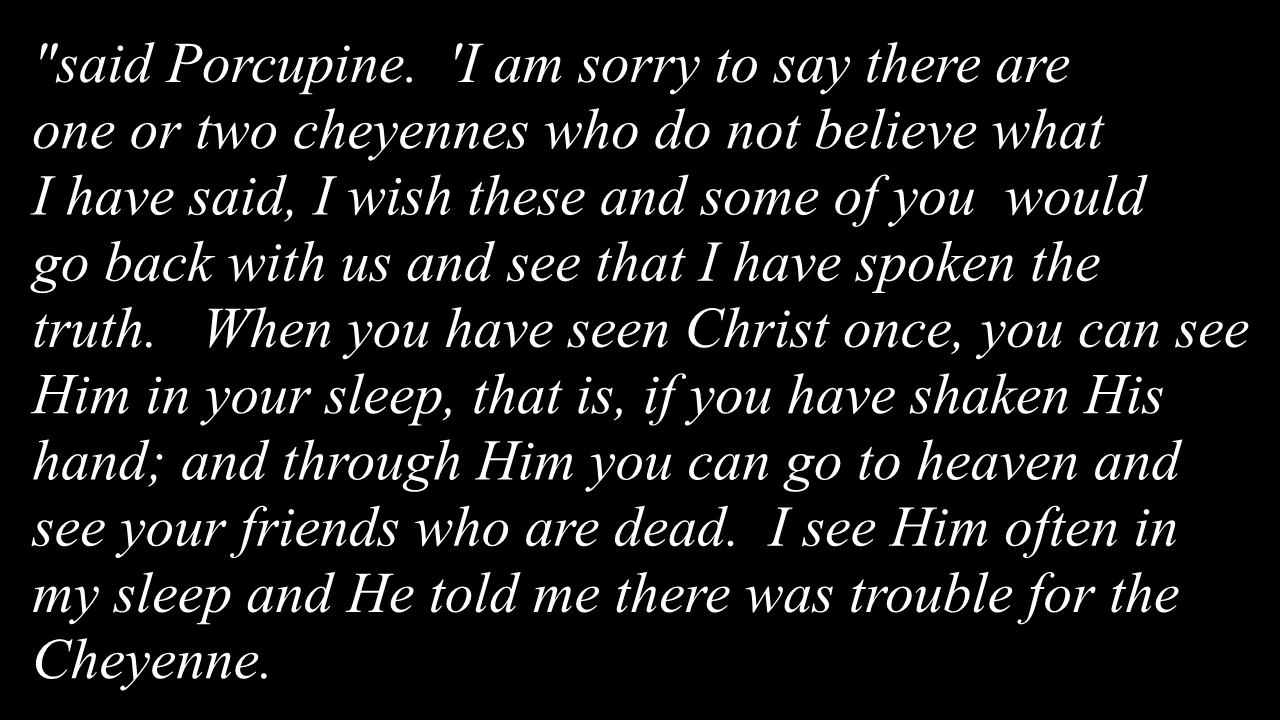 "said Porcupine.  'I am sorry to say there are
one or two cheyennes who do not believe what
I have said, I wish these and some of you  would
go back with us and see that I have spoken the
truth.   When you have seen Christ once, you can see
Him in your sleep, that is, if you have shaken His
hand; and through Him you can go to heaven and
see your friends who are dead.  I see Him often in
my sleep and He told me there was trouble for the
Cheyenne.